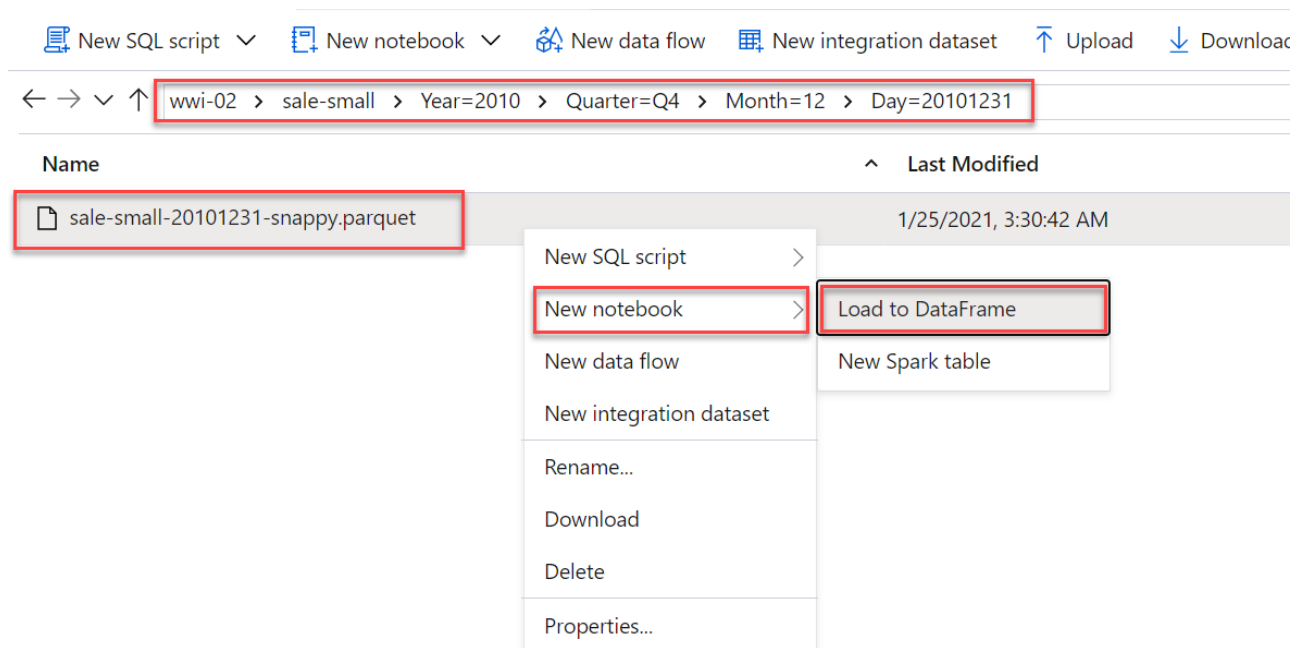 New SQL script New notebook New data flow New integration dataset Upload Download
wwi-02 > sale-small > Year=2010 > Quarter=Q4 > Month=12 > Day=20101231
Name Last Modified
sale-small-20101231-snappy.parquet 1/25/2021, 3:30:42 AM
New SQL script
New notebook Load to DataFrame
New data flow New Spark table
New integration dataset
Rename...
Download
Delete
Properties...